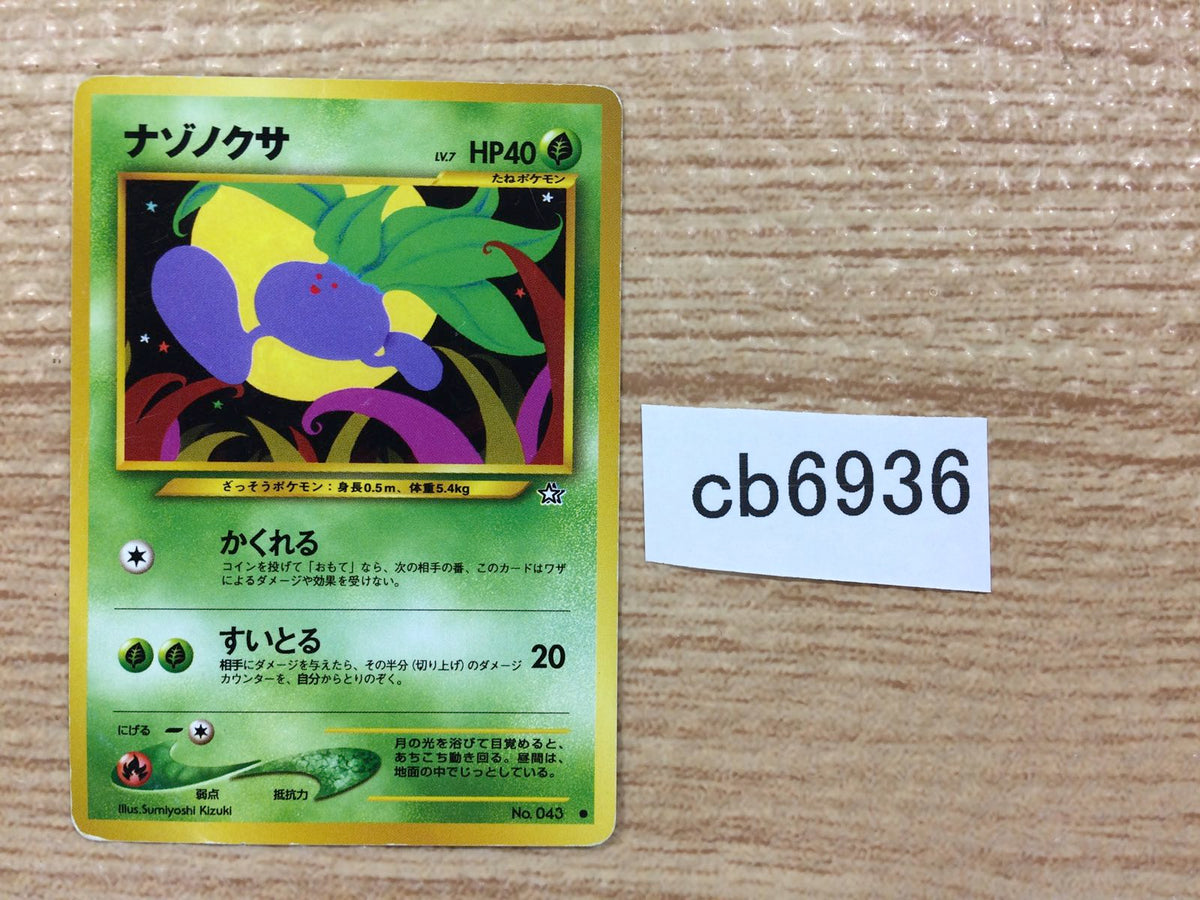 ナゾノクサ
LV.7 HP40
たねポケモン
ざっそうポケモン：身長0.5m、体重5.4kg
かくれる
コインを投げて「おもて」なら、次の相手の番、このカードはワザ
によるダメージや効果を受けない。
すいとる
相手にダメージを与えたら、その半分（切り上げ）のダメージ
カウンターを、自分からとりのぞく。
20
にげる
弱点
抵抗力
月の光を浴びて目覚めると、
あちこち動き回る。昼間は、
地面の中でじっとしている。
Illus.Sumiyoshi Kizuki
No. 043
cb6936